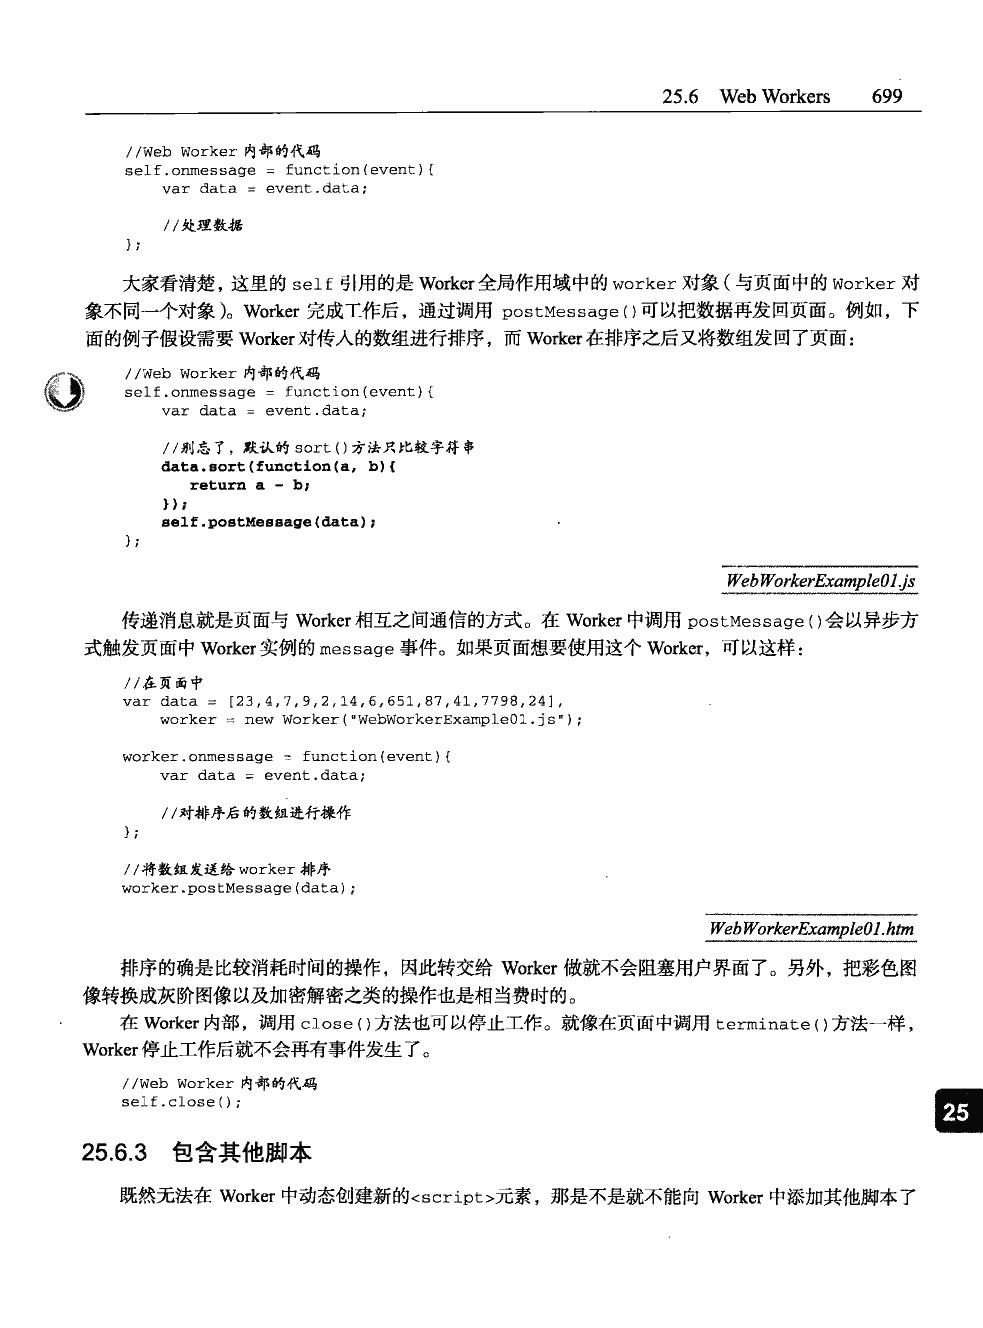 25.6 Web Workers 699
//Web Worker 内部的代码
self.onmessage = function(event){
    var data = event.data;
    //处理数据
};
大家看清楚，这里的 self 引用的是 Worker 全局作用域中的 worker 对象（与页面中的 Worker 对
象不同一个对象）。Worker 完成工作后，通过调用 postMessage()可以把数据再发回页面。例如，下
面的例子假设需要 Worker 对传入的数组进行排序，而 Worker 在排序之后又将数组发回了页面：
//Web Worker 内部的代码
self.onmessage = function(event){
    var data = event.data;
    //别忘了，默认的 sort()方法只比较字符串
    data.sort(function(a, b){
       return a - b;
    });
    self.postMessage(data);
};
WebWorkerExample01.js
传递消息就是页面与 Worker 相互之间通信的方式。在 Worker 中调用 postMessage()会以异步方
式触发页面中 Worker 实例的 message 事件。如果页面想要使用这个 Worker，可以这样：
//在页面中
var data = [23,4,7,9,2,14,6,651,87,41,7798,24],
    worker = new Worker("WebWorkerExample01.js");
worker.onmessage = function(event){
    var data = event.data;
    //对排序后的数组进行操作
};
//将数组发送给 worker 排序
worker.postMessage(data);
WebWorkerExample01.htm
排序的确是比较消耗时间的操作，因此转交给 Worker 做就不会阻塞用户界面了。另外，把彩色图
像转换成灰阶图像以及加密解密之类的操作也是相当费时的。
在 Worker 内部，调用 close()方法也可以停止工作。就像在页面中调用 terminate()方法一样，
Worker 停止工作后就不会再有事件发生了。
//Web Worker 内部的代码
self.close();
25
25.6.3 包含其他脚本
既然无法在 Worker 中动态创建新的<script>元素，那是不是就不能向 Worker 中添加其他脚本了